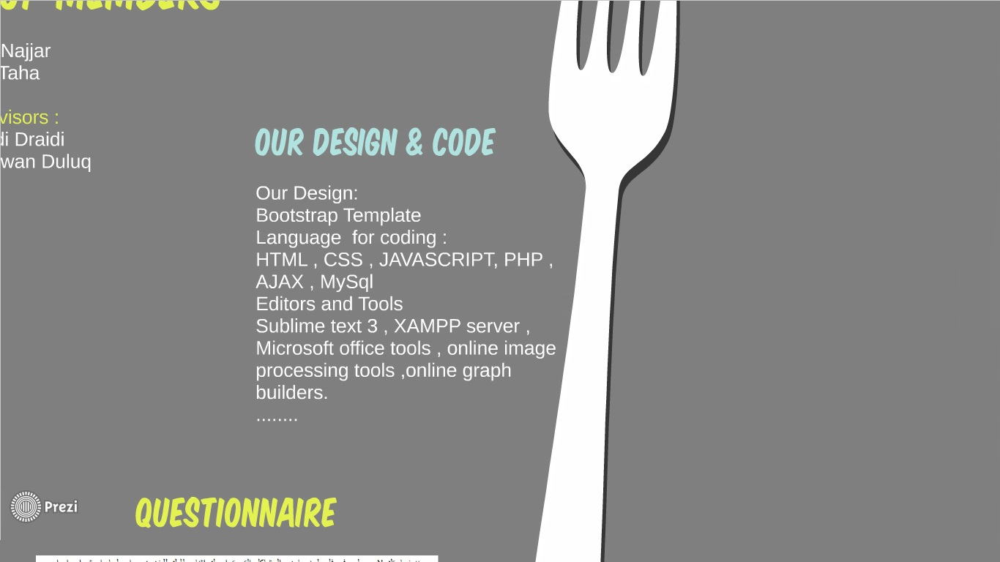 MEMBERS
Najjar
Taha
visors :
di Draidi
wan Duluq
OUR DESIGN & CODE
Our Design:
Bootstrap Template
Language  for coding :
HTML , CSS , JAVASCRIPT, PHP ,
AJAX , MySql
Editors and Tools
Sublime text 3 , XAMPP server ,
Microsoft office tools , online image
processing tools ,online graph
builders.
........
Prezi
QUESTIONNAIRE